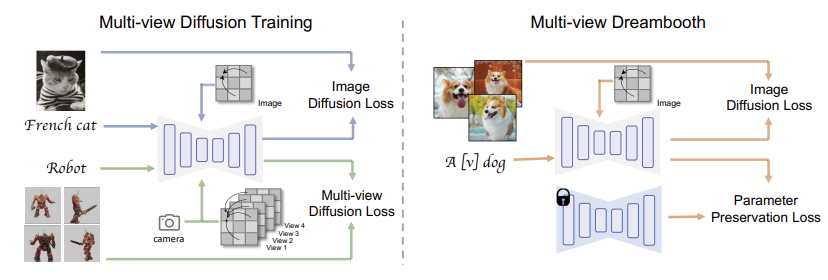 Multi-view Diffusion Training
French cat
Robot
camera
Image
View 4
View 3
View 2
View 1
Image
Diffusion Loss
Multi-view
Diffusion Loss
Multi-view Dreambooth
A [v] dog
Image
Image
Diffusion Loss
Parameter
Preservation Loss